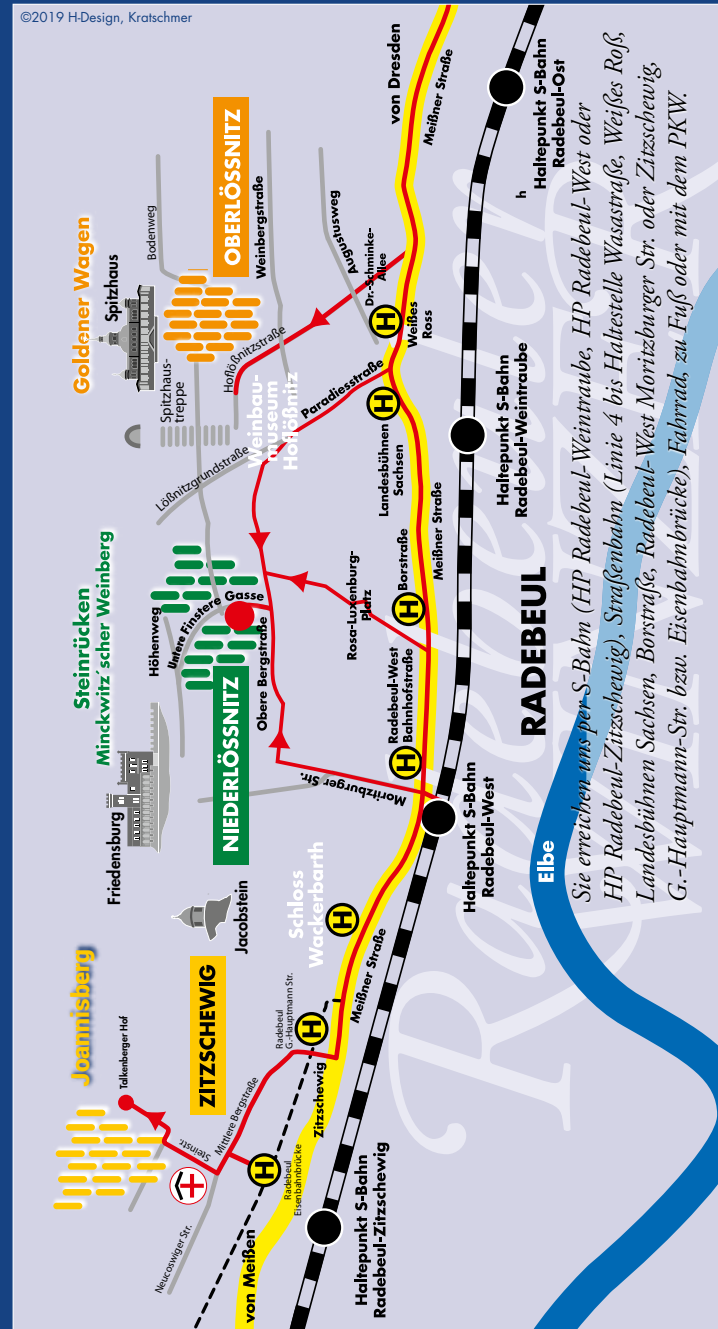 ©2019 H-Design, Kratschmer
Joannisberg
Talkenberger Hof
ZITZSCHEWIG
Steinstr.
Mittlere Bergstraße
Neucoswiger Str.
Radebeul
G.-Hauptmann Str.
H
Radebeul
Eisenbahnbrücke
H
Zitzschewig
von Meißen
Haltepunkt S-Bahn
Radebeul-Zitzschewig
Steinrücken
Minckwitz´scher Weinberg
Friedensburg
Jacobstein
NIEDERLÖSSNITZ
Höhenweg
Untere Finstere Gasse
Obere Bergstraße
Moritzburger Str.
Schloss
Wackerbarth
H
Meißner Straße
Radebeul-West
Bahnhofstraße
H
Haltepunkt S-Bahn
Radebeul-West
Rosa-Luxenburg-
Platz
Borstraße
H
Meißner Straße
Goldener Wagen
Spitzhaus
Spitzhaus-
treppe
OBERLÖSSNITZ
Bodenweg
Weinbergstraße
Hoflößnitzstraße
Lößnitzgrundstraße
Weinbau-
museum
Hoflößnitz
Paradiesstraße
Augustusweg
Dr.-Schminke-
Allee
H
Weißes
Ross
Landesbühnen
Sachsen
H
von Dresden
Meißner Straße
Haltepunkt S-Bahn
Radebeul-Weintraube
h
Haltepunkt S-Bahn
Radebeul-Ost
RADEBEUL
Elbe
Radebeuler
Sie erreichen uns per S-Bahn (HP Radebeul-Weintraube, HP Radebeul-West oder
HP Radebeul-Zitzschewig), Straßenbahn (Linie 4 bis Haltestelle Wasastraße, Weißes Roß,
Landesbühnen Sachsen, Borstraße, Radebeul-West Moritzburger Str. oder Zitzschewig,
G.-Hauptmann-Str. bzw. Eisenbahnbrücke), Fahrrad, zu Fuß oder mit dem PKW.